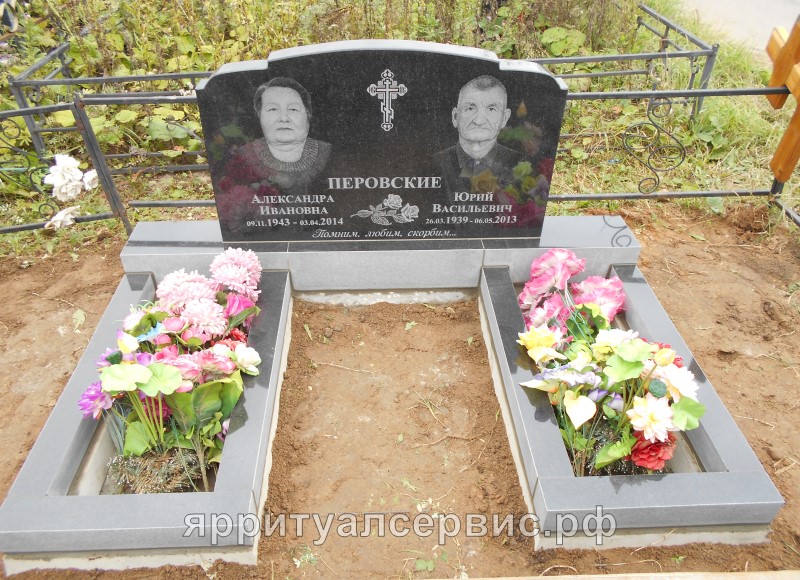 ПЕРОВСКИЕ
АЛЕКСАНДРА
ИВАНОВНА
09.11.1943 - 03.04.2014
ЮРИЙ
ВАСИЛЬЕВИЧ
26.03.1939 - 06.05.2013
Помним, любим, скорбим...
ярритуалсервис.рф